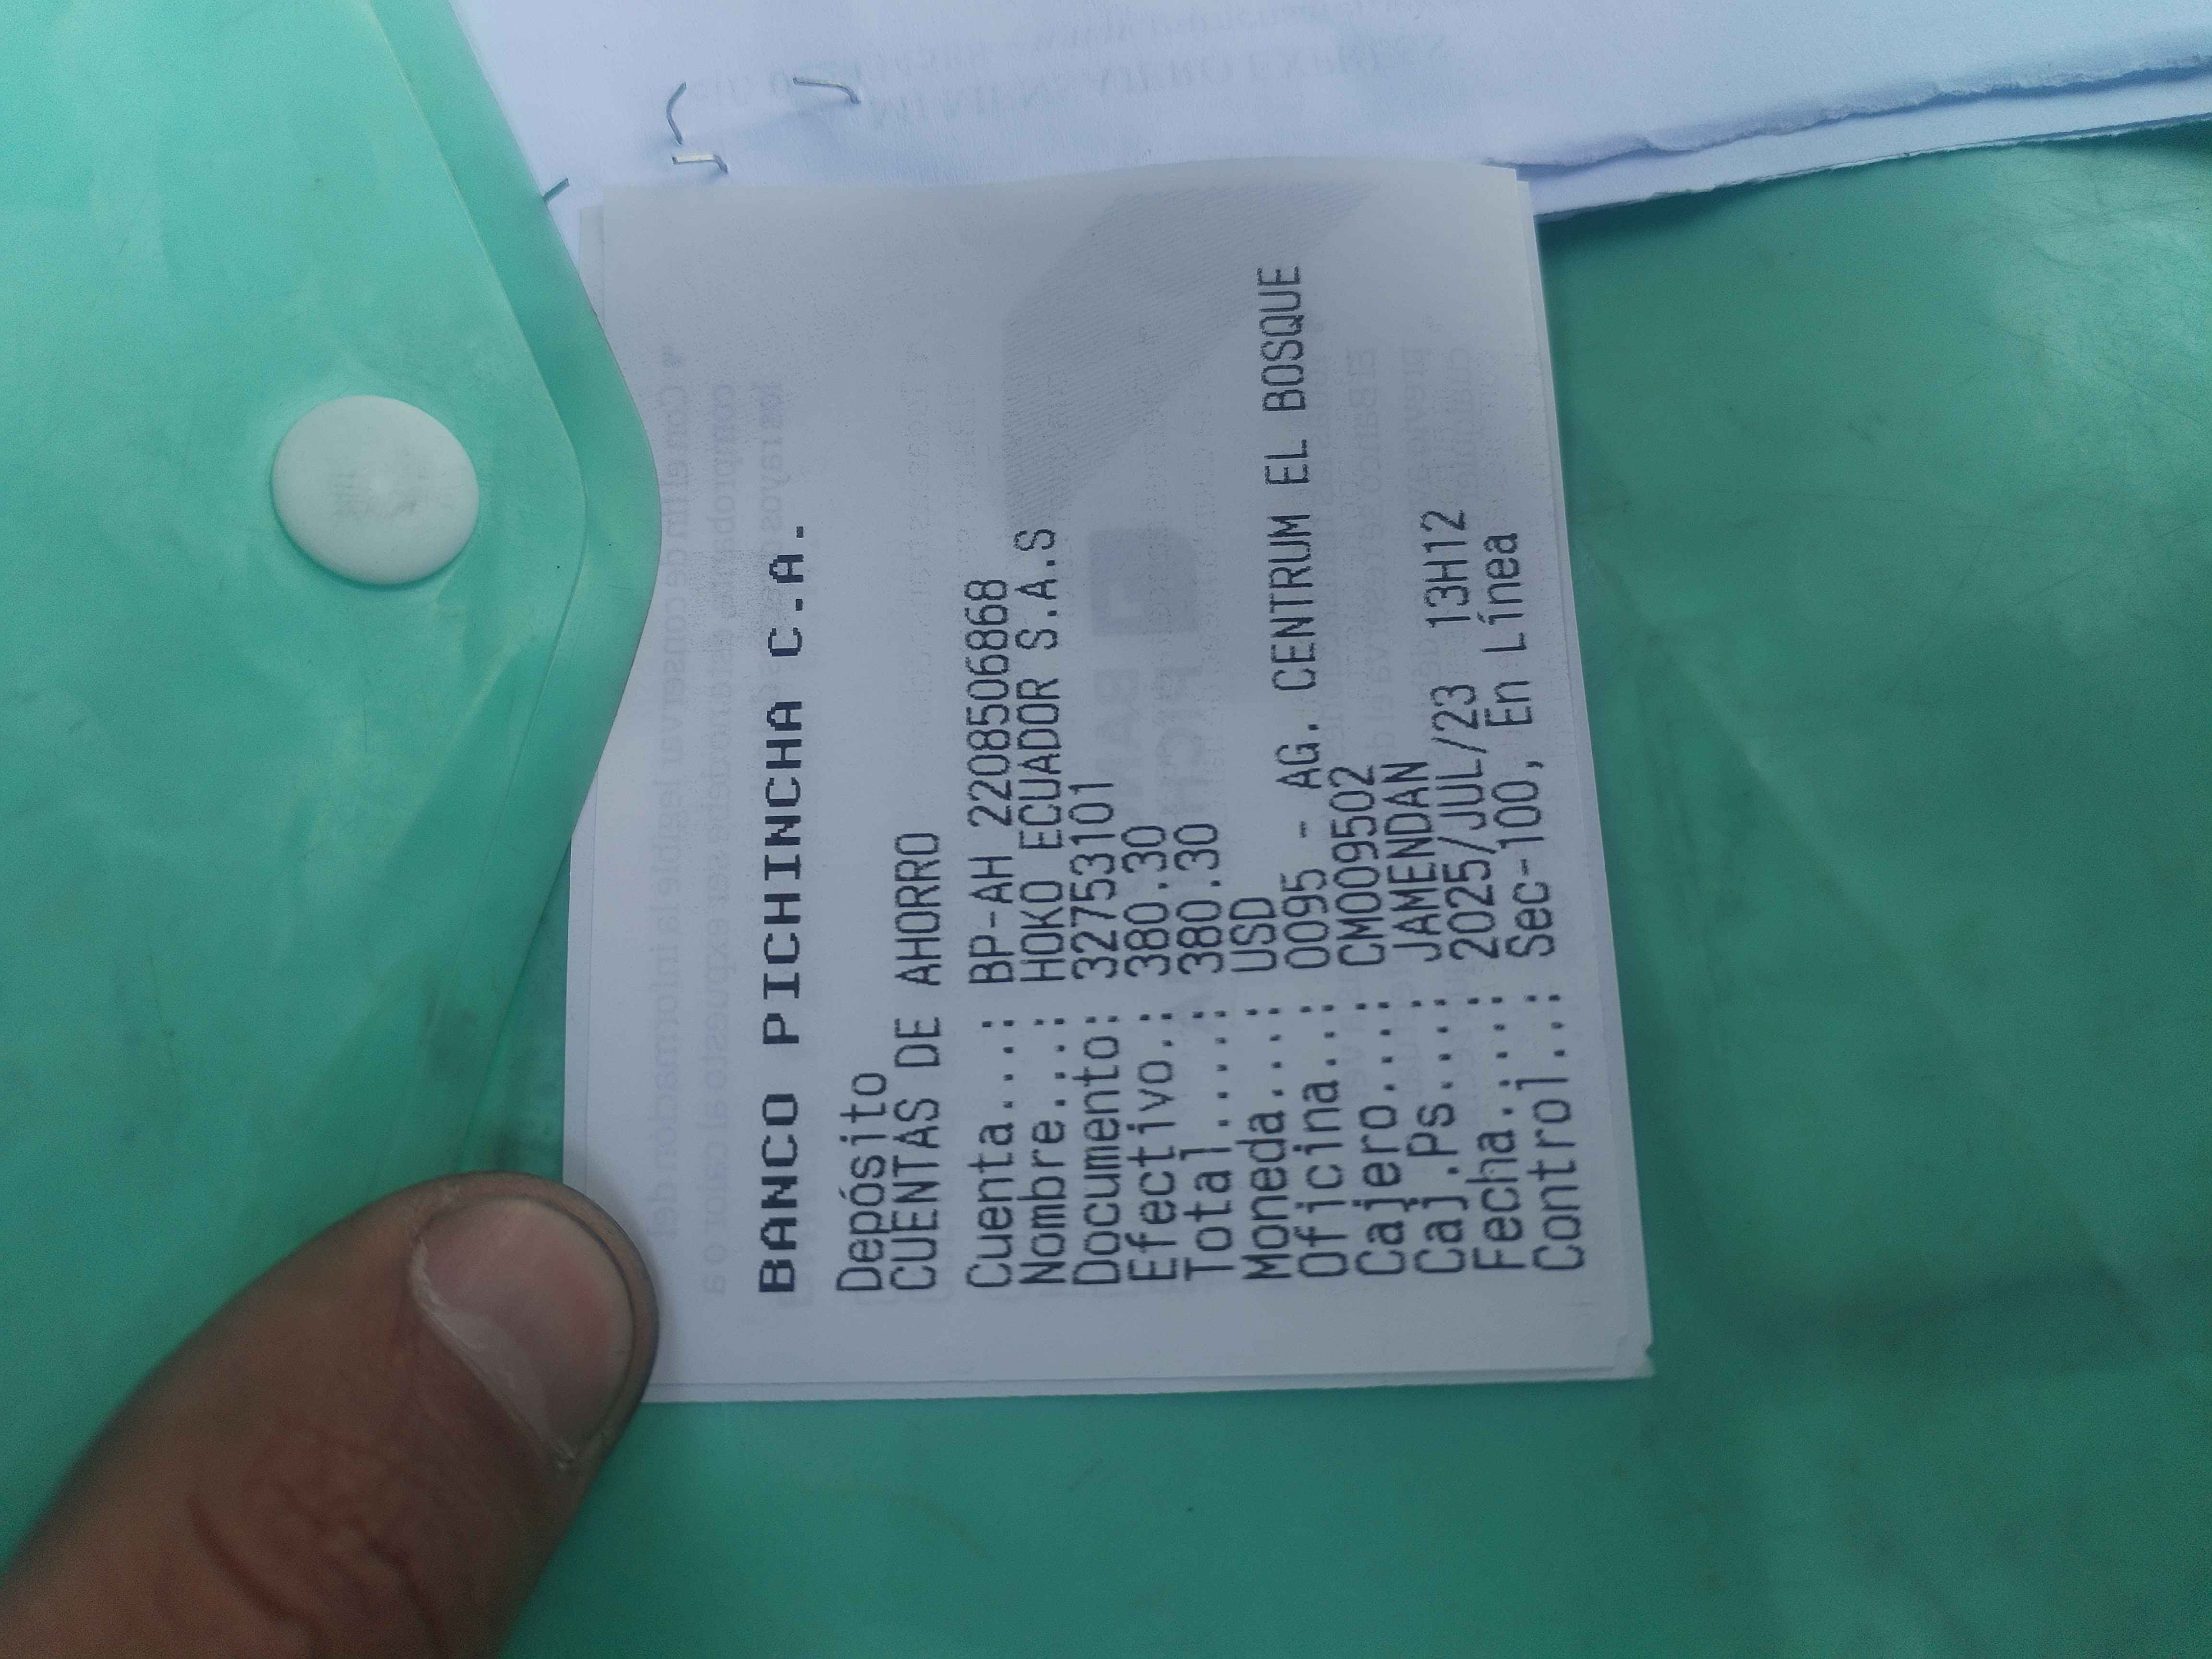 BANCO PICHINCHA C.A.
Depósito
CUENTAS DE AHORRO
Cuenta....: BP-AH 2208506868
Nombre....: HOKO ECUADOR S.A.S
Documento: 327753101
Efectivo.: 380.30
Total.....: 380.30
Moneda....: USD
Oficina...: 0095 - AG. CENTRUM EL BOSQUE
Cajero....: CM009502
Caj.Ps....: JAMENDAN
Fecha.....: 2025/JUL/23 13H12
Control..: Sec-100, En Línea